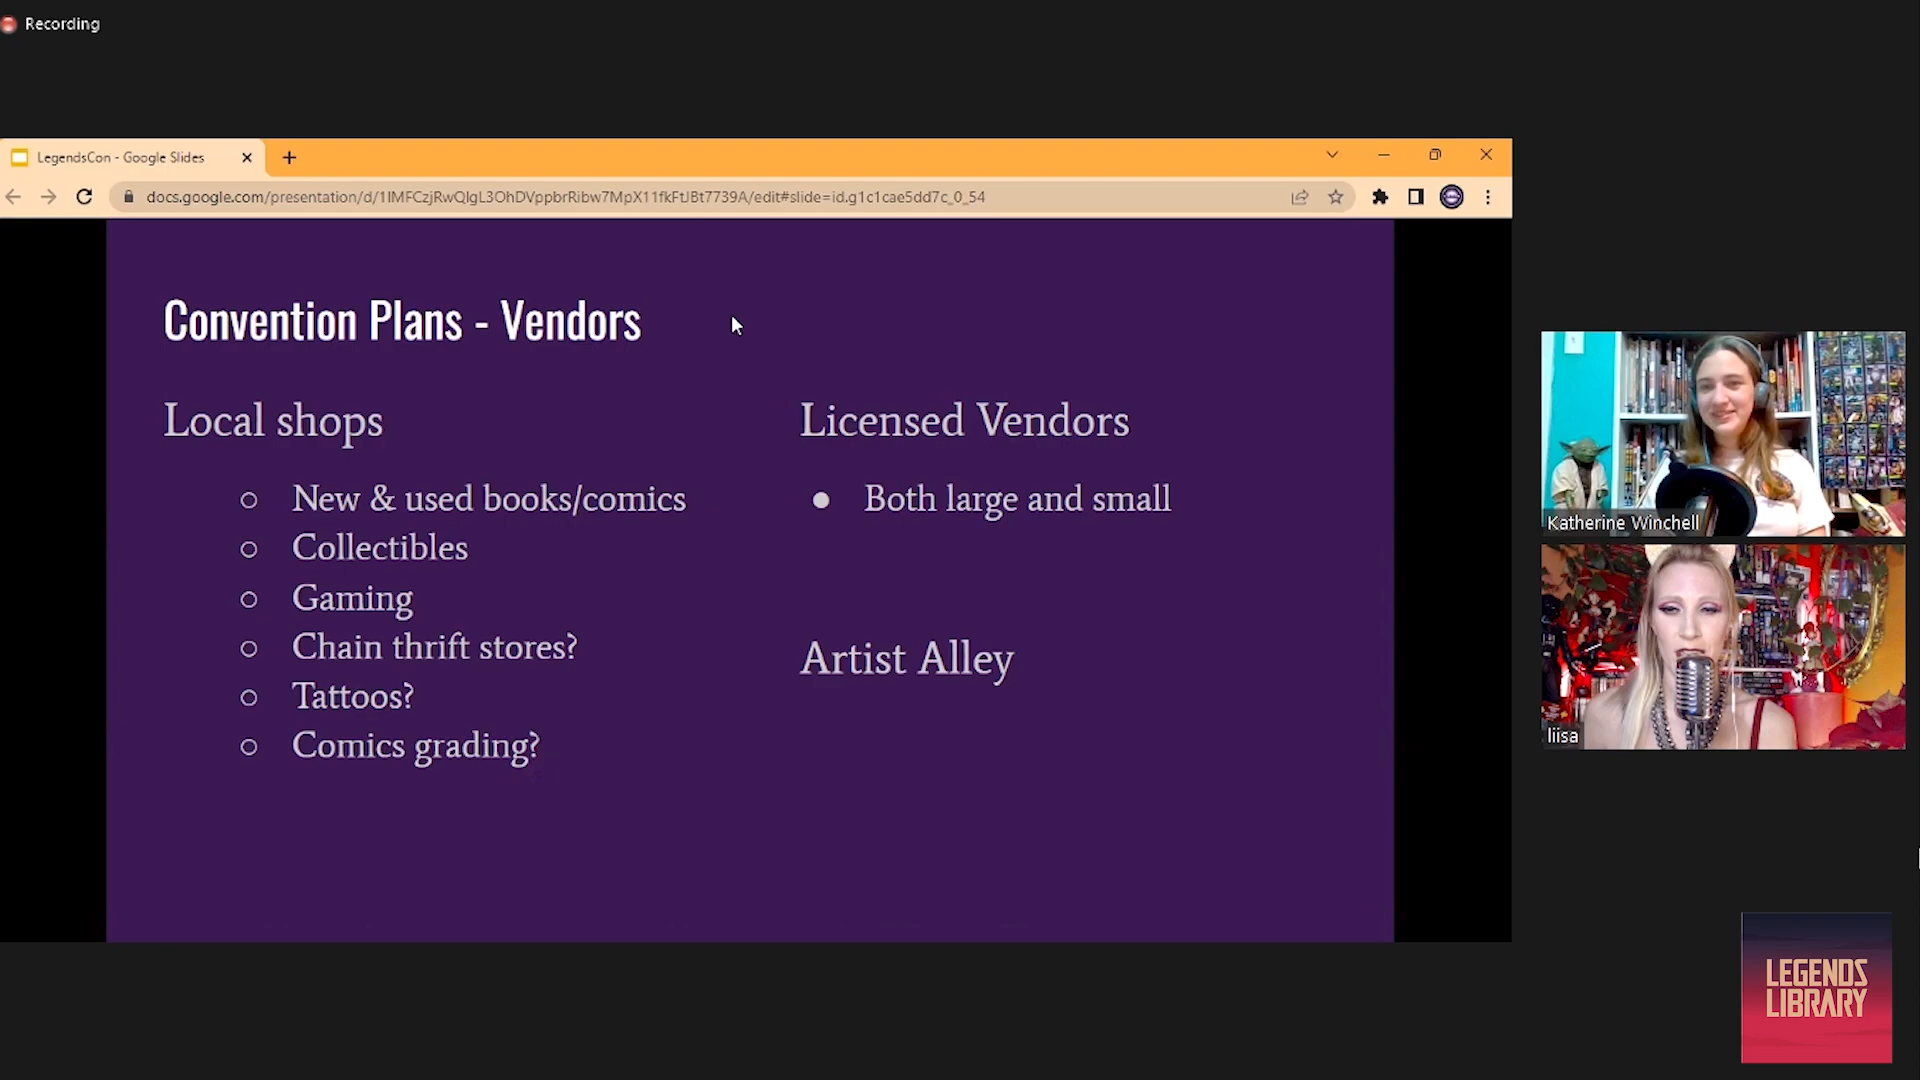 Recording
LegendsCon - Google Slides
docs.google.com/presentation/d/1IMFCzjRwQlgL3OhDVppbrRibw7MpX11fkFtJBt7739A/edit#slide=id.g1c1cae5dd7c_0_54
Convention Plans - Vendors
Local shops
New & used books/comics
Collectibles
Gaming
Chain thrift stores?
Tattoos?
Comics grading?
Licensed Vendors
Both large and small
Artist Alley
Katherine Winchell
liisa
LEGENDS
LIBRARY